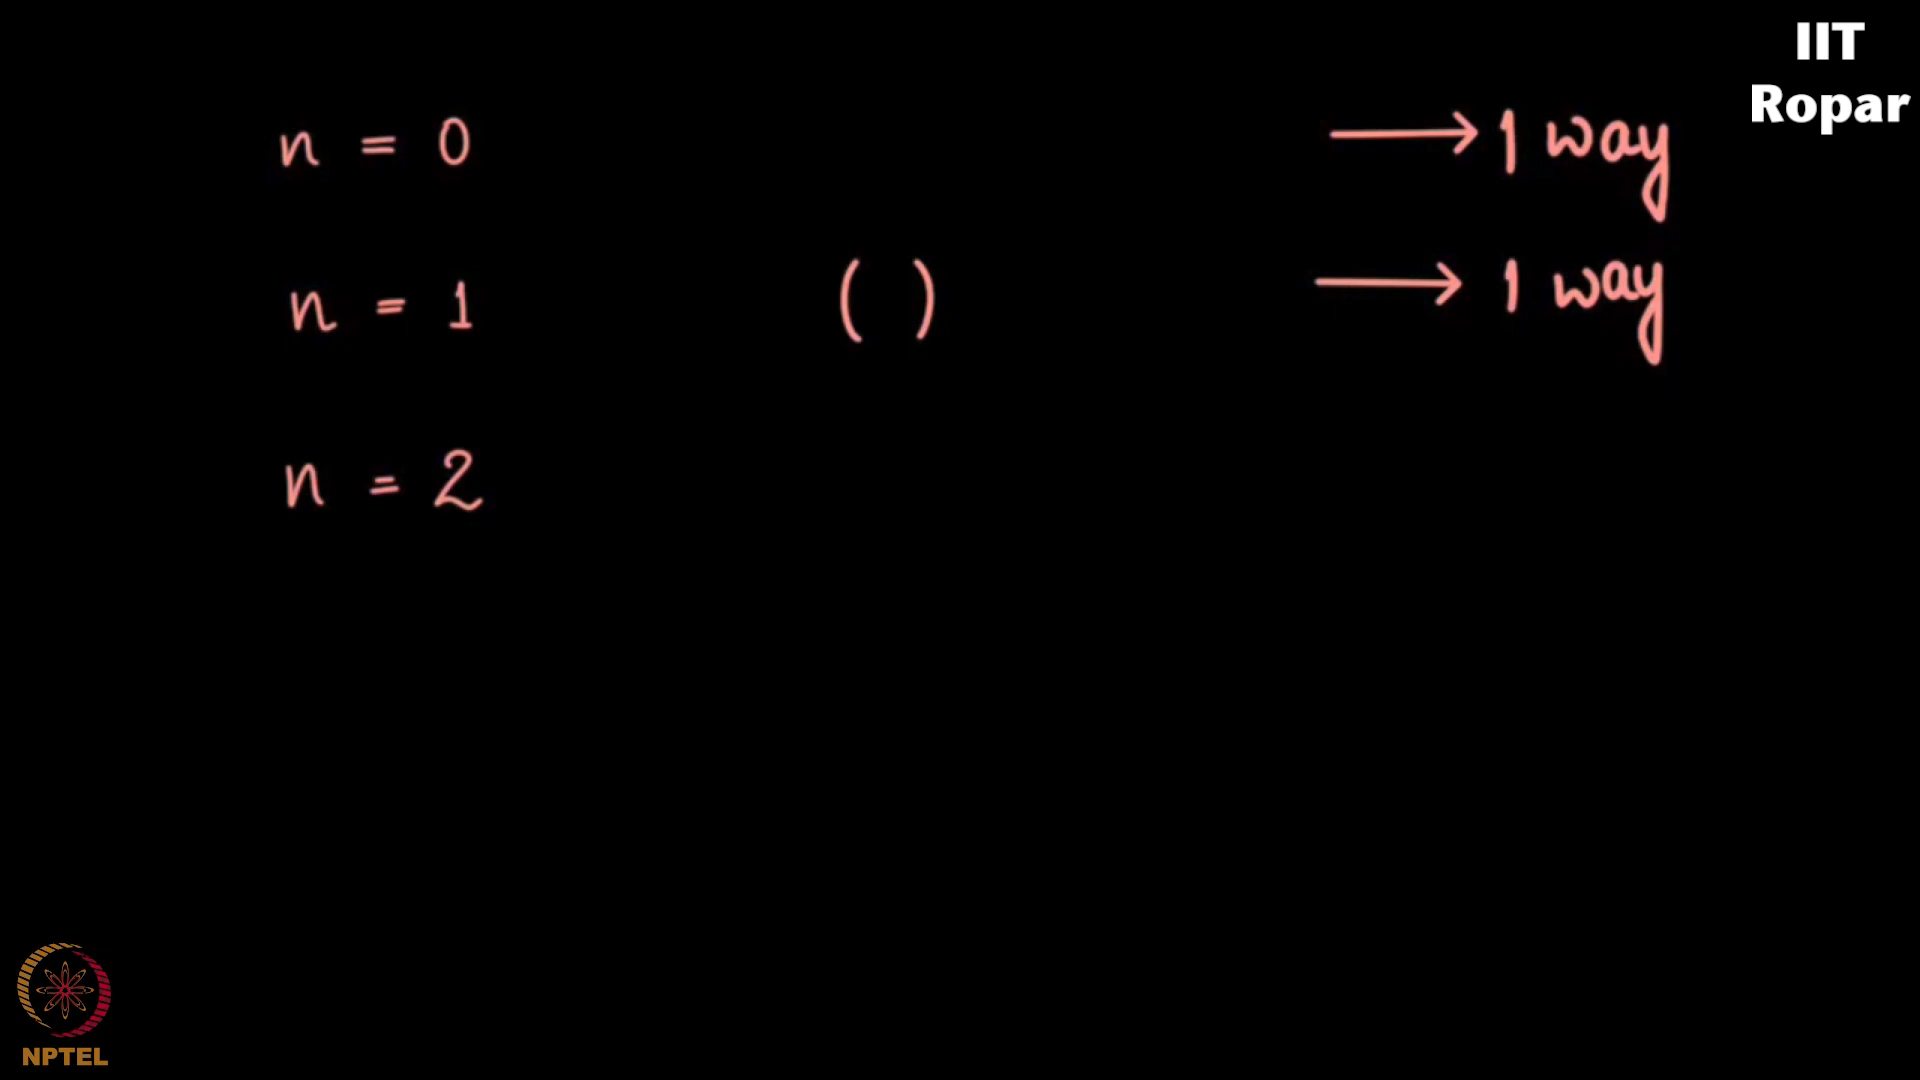 IIT
Ropar
n = 0 → 1 way
n = 1 ( ) → 1 way
n = 2
NPTEL